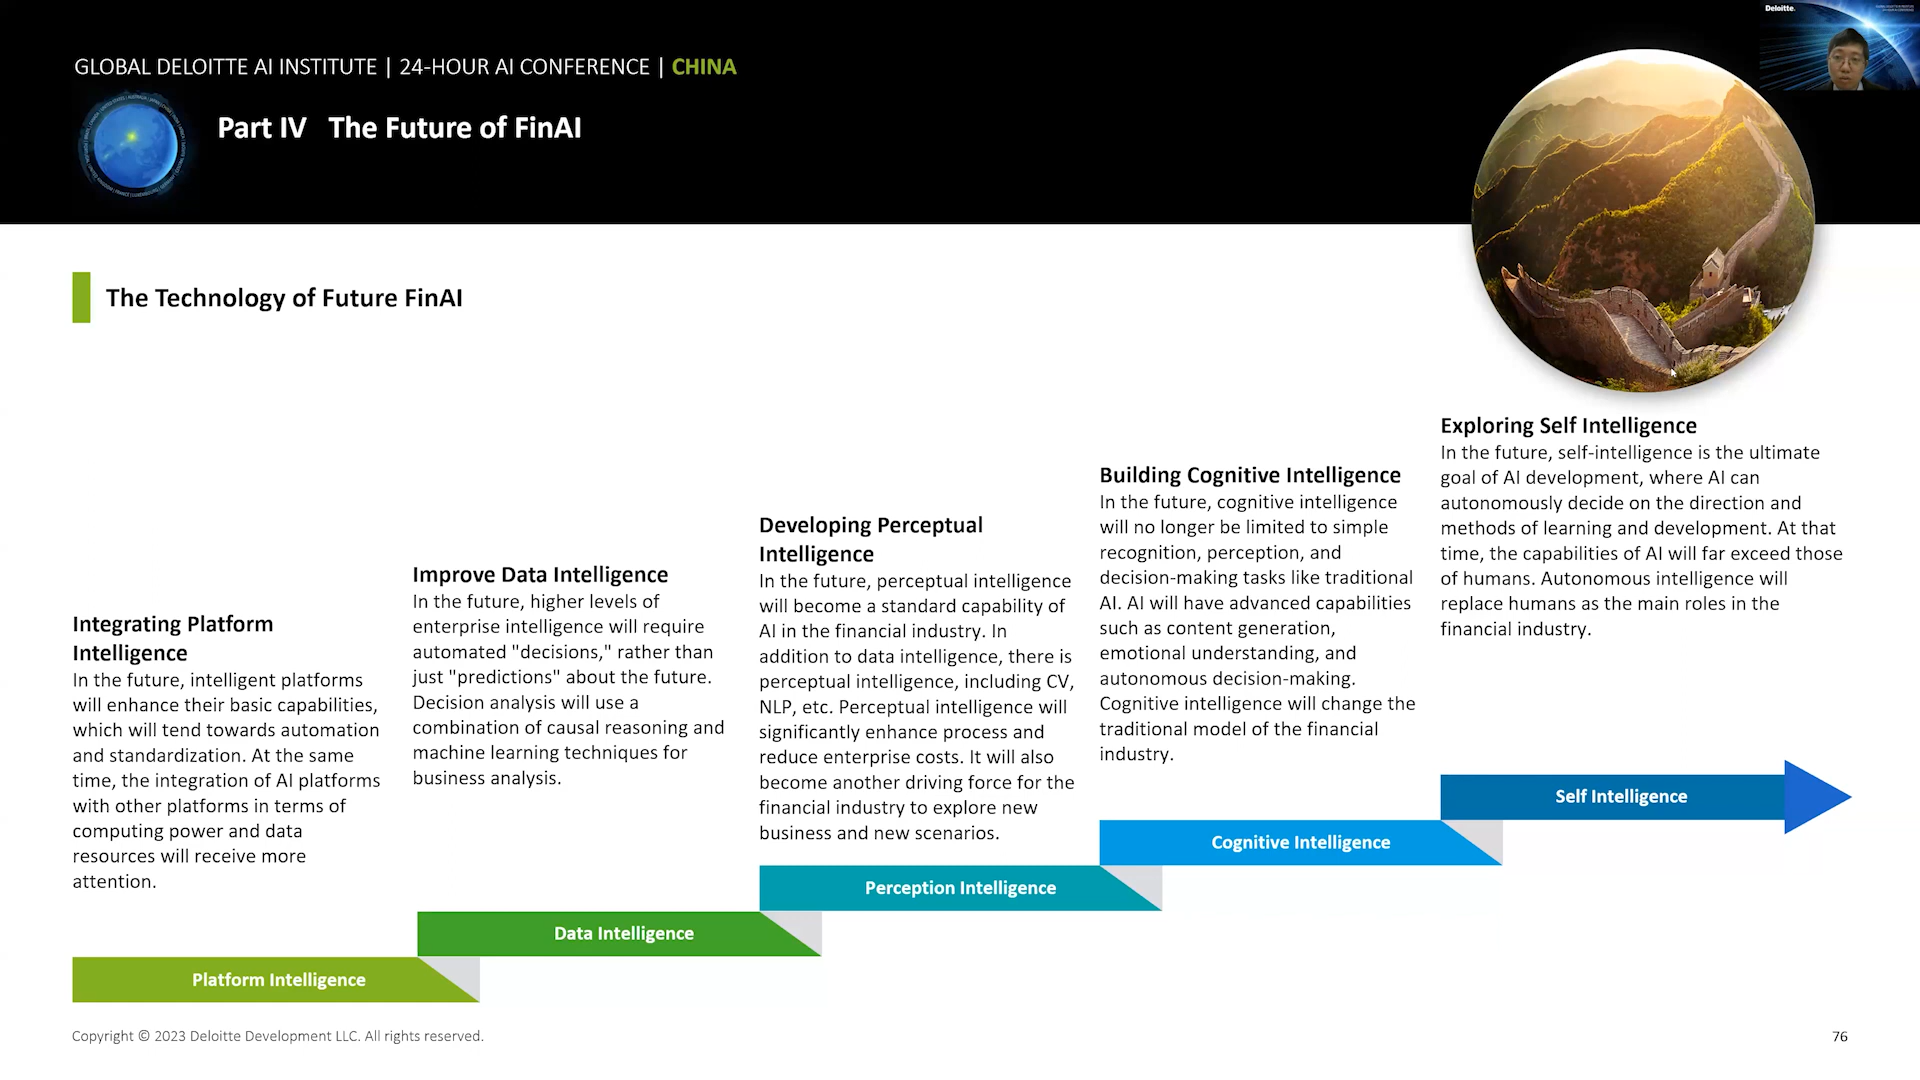 GLOBAL DELOITTE AI INSTITUTE | 24-HOUR AI CONFERENCE | CHINA
Part IV The Future of FinAI
Deloitte.
The Technology of Future FinAI
Integrating Platform
Intelligence
In the future, intelligent platforms
will enhance their basic capabilities,
which will tend towards automation
and standardization. At the same
time, the integration of AI platforms
with other platforms in terms of
computing power and data
resources will receive more
attention.
Improve Data Intelligence
In the future, higher levels of
enterprise intelligence will require
automated "decisions," rather than
just "predictions" about the future.
Decision analysis will use a
combination of causal reasoning and
machine learning techniques for
business analysis.
Developing Perceptual
Intelligence
In the future, perceptual intelligence
will become a standard capability of
AI in the financial industry. In
addition to data intelligence, there is
perceptual intelligence, including CV,
NLP, etc. Perceptual intelligence will
significantly enhance process and
reduce enterprise costs. It will also
become another driving force for the
financial industry to explore new
business and new scenarios.
Building Cognitive Intelligence
In the future, cognitive intelligence
will no longer be limited to simple
recognition, perception, and
decision-making tasks like traditional
AI. AI will have advanced capabilities
such as content generation,
emotional understanding, and
autonomous decision-making.
Cognitive intelligence will change the
traditional model of the financial
industry.
Exploring Self Intelligence
In the future, self-intelligence is the ultimate
goal of AI development, where AI can
autonomously decide on the direction and
methods of learning and development. At that
time, the capabilities of AI will far exceed those
of humans. Autonomous intelligence will
replace humans as the main roles in the
financial industry.
Platform Intelligence
Data Intelligence
Perception Intelligence
Cognitive Intelligence
Self Intelligence
Copyright © 2023 Deloitte Development LLC. All rights reserved.
76